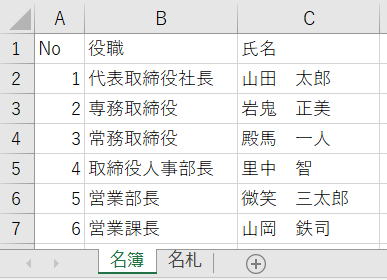 A B C
1 No 役職 氏名
2 1 代表取締役社長 山田　太郎
3 2 専務取締役 岩鬼　正美
4 3 常務取締役 殿馬　一人
5 4 取締役人事部長 里中　智
6 5 営業部長 微笑　三太郎
7 6 営業課長 山岡　鉄司
名簿 名札